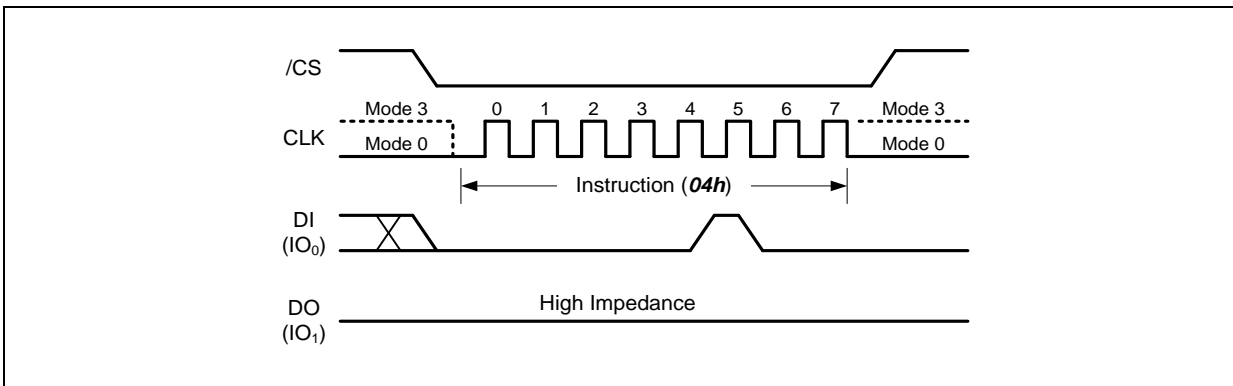 /CS
Mode 3 0 1 2 3 4 5 6 7 Mode 3
CLK
Mode 0 Mode 0
Instruction (04h)
DI
(IO₀)
High Impedance
DO
(IO₁)